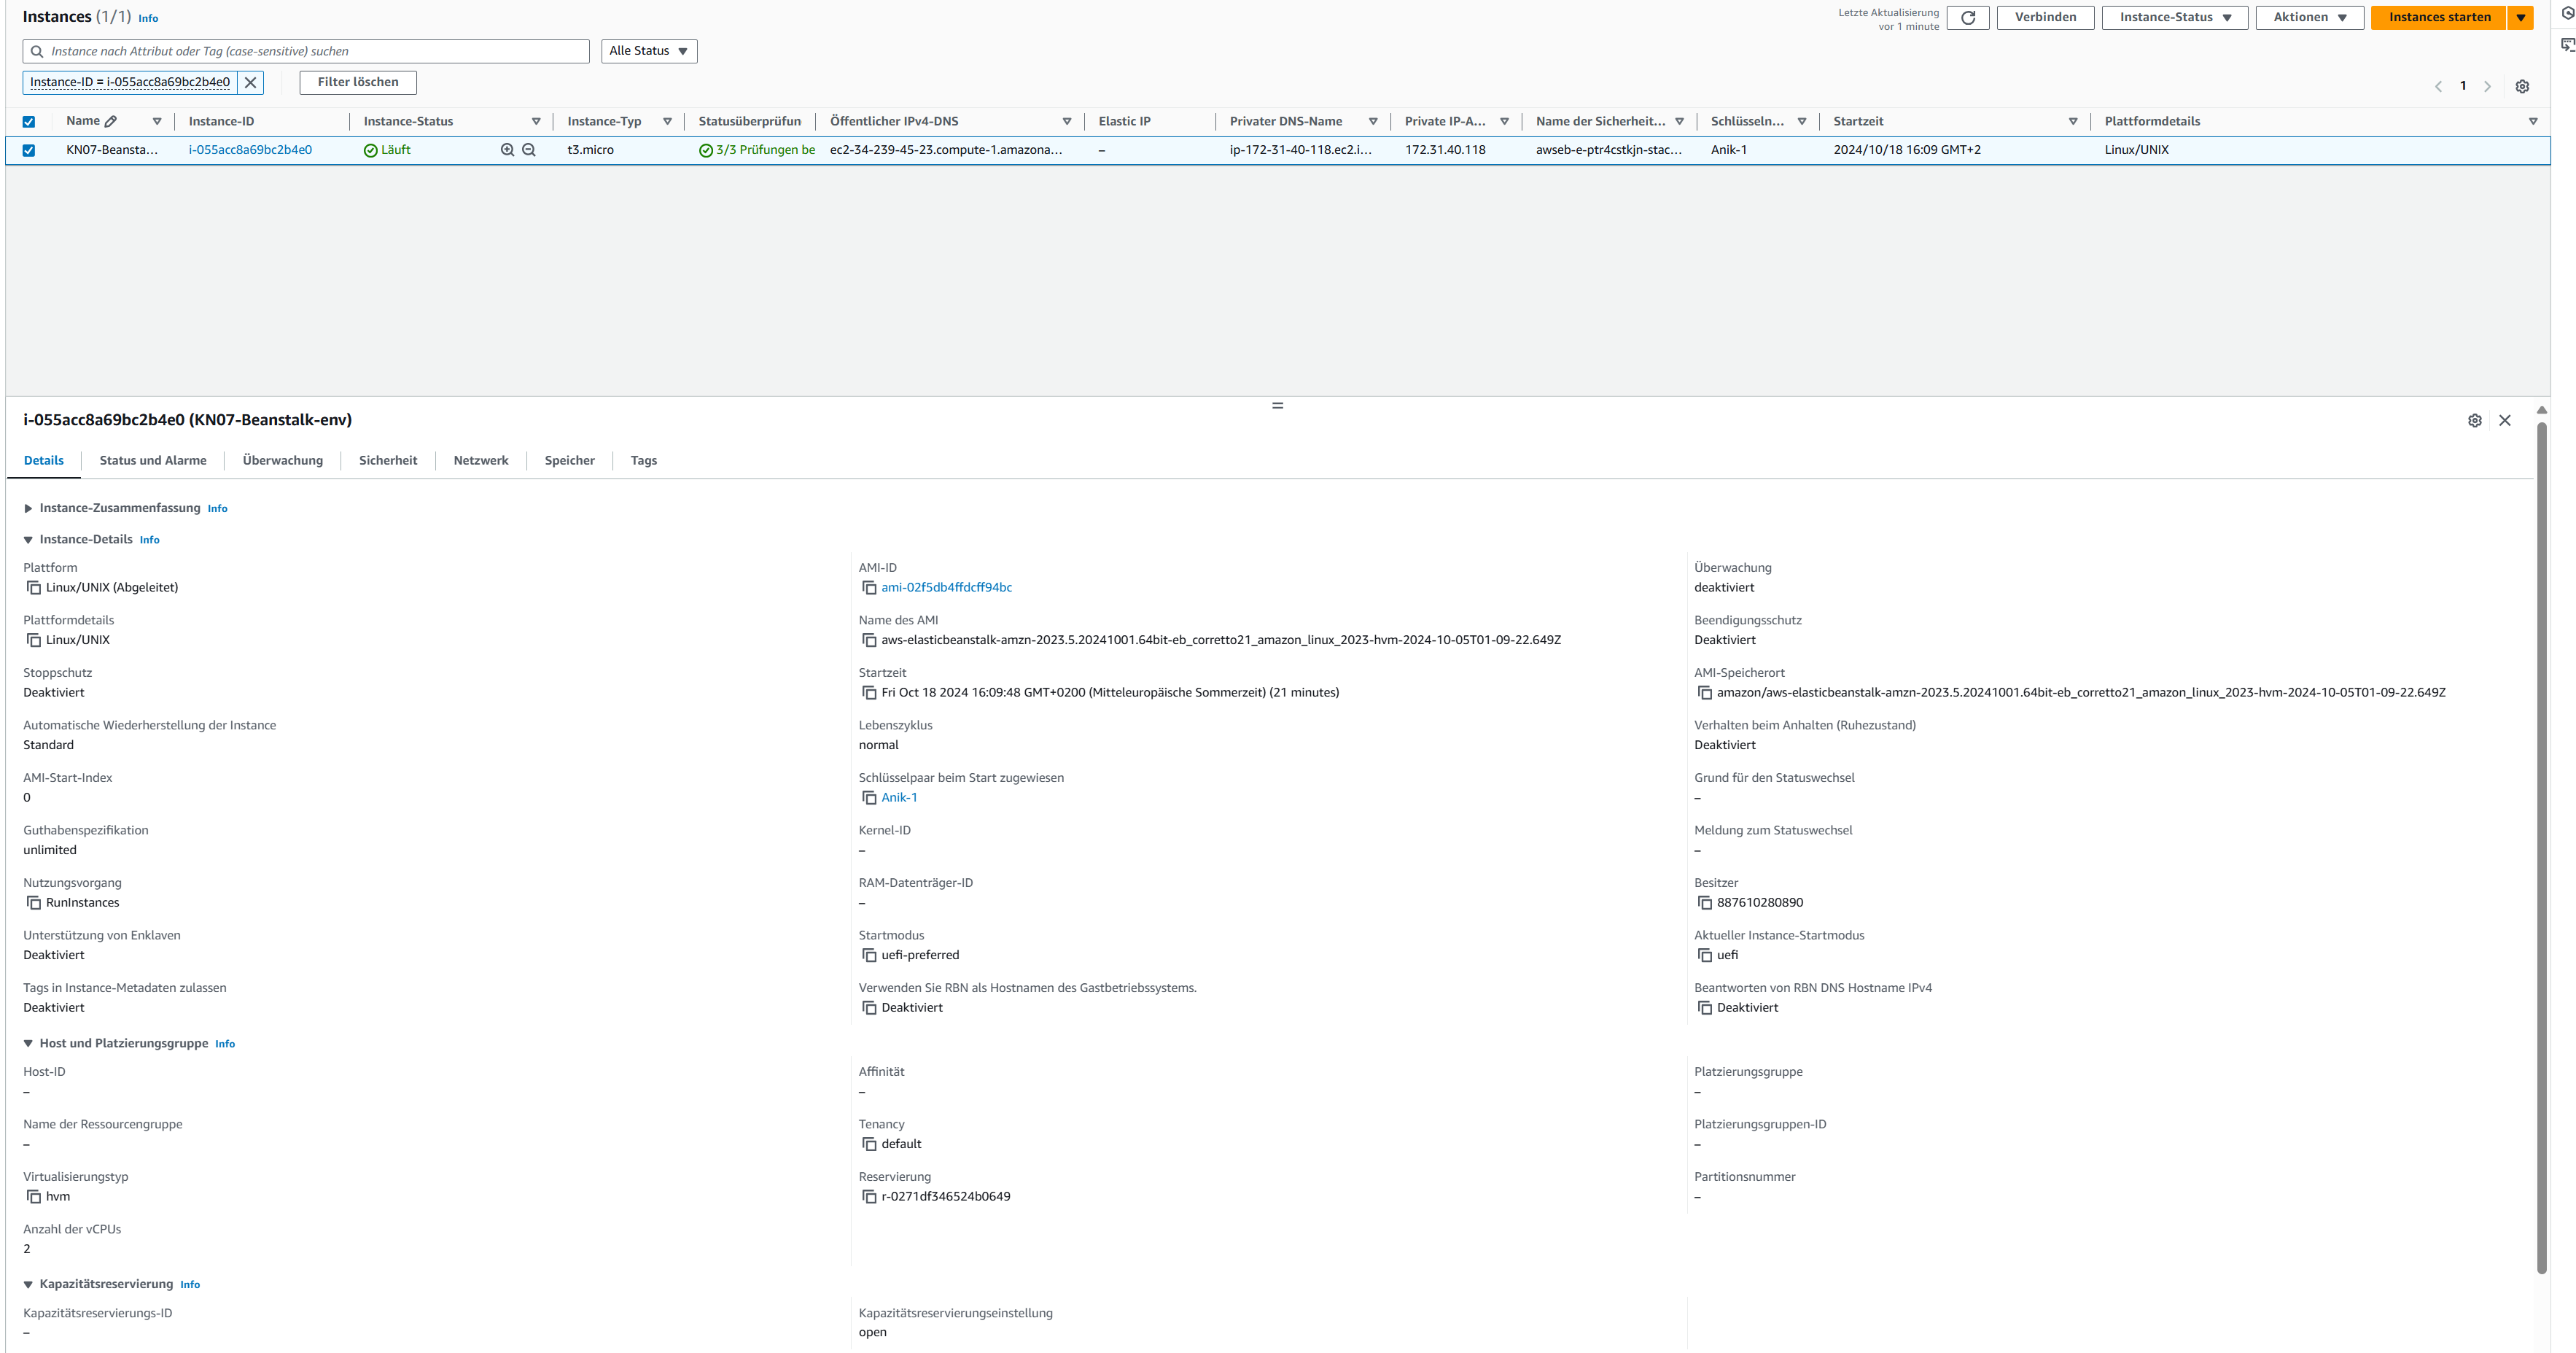 Instances (1/1) Info
Letzte Aktualisierung
vor 1 minute
Verbinden
Instance-Status
Aktionen
Instances starten
Instance nach Attribut oder Tag (case-sensitive) suchen
Alle Status
Instance-ID = i-055acc8a69bc2b4e0
Filter löschen
1
Name Instance-ID Instance-Status Instance-Typ Statusüberprüfun Öffentlicher IPv4-DNS Elastic IP Privater DNS-Name Private IP-A... Name der Sicherheit... Schlüsseln... Startzeit Plattformdetails
KN07-Beansta... i-055acc8a69bc2b4e0 Läuft t3.micro 3/3 Prüfungen be ec2-34-239-45-23.compute-1.amazona... – ip-172-31-40-118.ec2.i... 172.31.40.118 awseb-e-ptr4cstkjn-stac... Anik-1 2024/10/18 16:09 GMT+2 Linux/UNIX
i-055acc8a69bc2b4e0 (KN07-Beanstalk-env)
Details Status und Alarme Überwachung Sicherheit Netzwerk Speicher Tags
Instance-Zusammenfassung Info
Instance-Details Info
Plattform
Linux/UNIX (Abgeleitet)
AMI-ID
ami-02f5db4ffdcff94bc
Überwachung
deaktiviert
Plattformdetails
Linux/UNIX
Name des AMI
aws-elasticbeanstalk-amzn-2023.5.20241001.64bit-eb_corretto21_amazon_linux_2023-hvm-2024-10-05T01-09-22.649Z
Beendigungsschutz
Deaktiviert
Stoppschutz
Deaktiviert
Startzeit
Fri Oct 18 2024 16:09:48 GMT+0200 (Mitteleuropäische Sommerzeit) (21 minutes)
AMI-Speicherort
amazon/aws-elasticbeanstalk-amzn-2023.5.20241001.64bit-eb_corretto21_amazon_linux_2023-hvm-2024-10-05T01-09-22.649Z
Automatische Wiederherstellung der Instance
Standard
Lebenszyklus
normal
Verhalten beim Anhalten (Ruhezustand)
Deaktiviert
AMI-Start-Index
0
Schlüsselpaar beim Start zugewiesen
Anik-1
Grund für den Statuswechsel
–
Guthabenspezifikation
unlimited
Kernel-ID
–
Meldung zum Statuswechsel
–
Nutzungsvorgang
RunInstances
RAM-Datenträger-ID
–
Besitzer
887610280890
Unterstützung von Enklaven
Deaktiviert
Startmodus
uefi-preferred
Aktueller Instance-Startmodus
uefi
Tags in Instance-Metadaten zulassen
Deaktiviert
Verwenden Sie RBN als Hostnamen des Gastbetriebssystems.
Deaktiviert
Beantworten von RBN DNS Hostname IPv4
Deaktiviert
Host und Platzierungsgruppe Info
Host-ID
–
Affinität
–
Platzierungsgruppe
–
Name der Ressourcengruppe
–
Tenancy
default
Platzierungsgruppen-ID
–
Virtualisierungstyp
hvm
Reservierung
r-0271df346524b0649
Partitionsnummer
–
Anzahl der vCPUs
2
Kapazitätsreservierung Info
Kapazitätsreservierungs-ID
–
Kapazitätsreservierungseinstellung
open